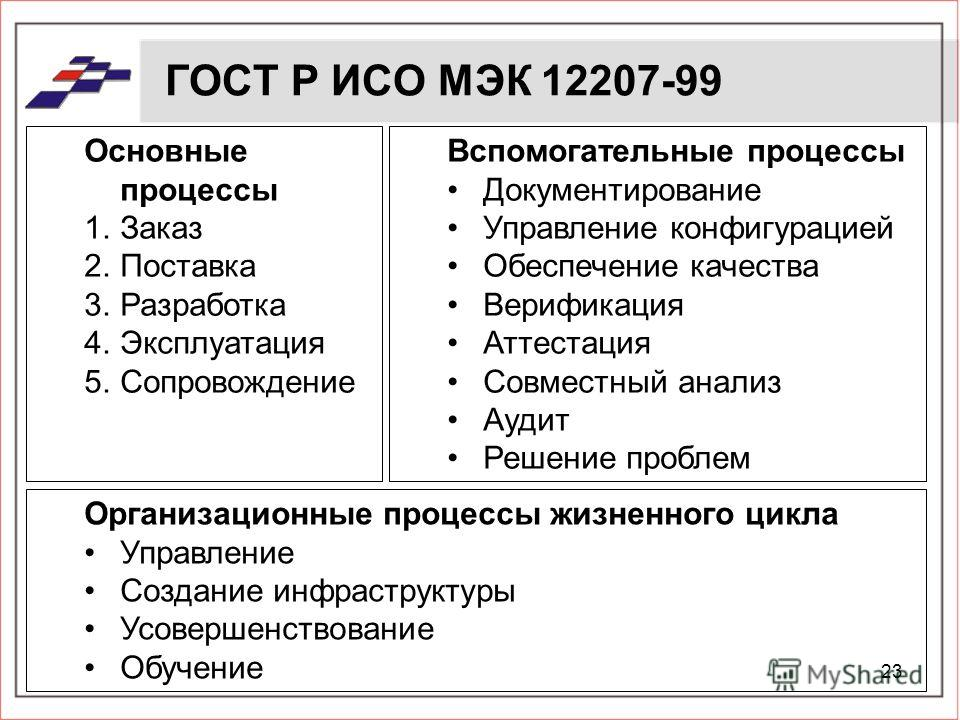 ГОСТ Р ИСО МЭК 12207-99
Основные
процессы
1. Заказ
2. Поставка
3. Разработка
4. Эксплуатация
5. Сопровождение
Вспомогательные процессы
• Документирование
• Управление конфигурацией
• Обеспечение качества
• Верификация
• Аттестация
• Совместный анализ
• Аудит
• Решение проблем
Организационные процессы жизненного цикла
• Управление
• Создание инфраструктуры
• Усовершенствование
• Обучение
23
MyShared